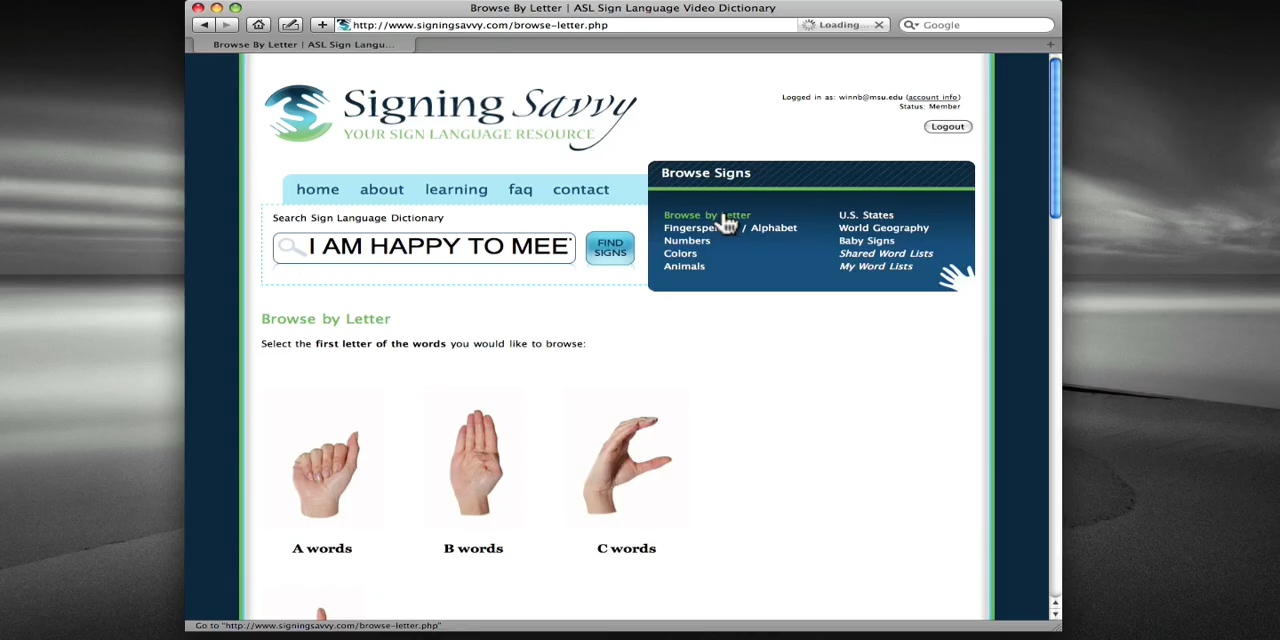 Browse By Letter | ASL Sign Language Video Dictionary
http://www.signingsavvy.com/browse-letter.php
Loading...
Google
Browse By Letter | ASL Sign Langu...
Signing Savvy
YOUR SIGN LANGUAGE RESOURCE
Logged in as: winnb@msu.edu (account info)
Status: Member
Logout
home about learning faq contact
Search Sign Language Dictionary
I AM HAPPY TO MEE
FIND
SIGNS
Browse Signs
Browse by Letter
/ Alphabet
Numbers
Colors
Animals
U.S. States
World Geography
Baby Signs
Shared Word Lists
My Word Lists
Browse by Letter
Select the first letter of the words you would like to browse:
A words
B words
C words
Go to "http://www.signingsavvy.com/browse-letter.php"